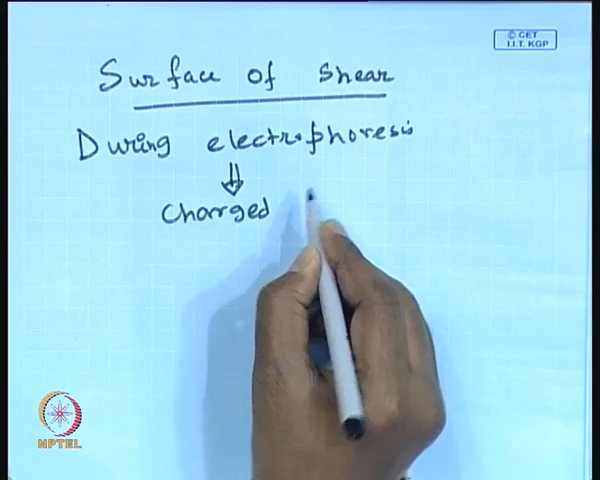 © CET
I.I.T. KGP
Surface of shear
During electrophoresis
⇓
Charged
NPTEL